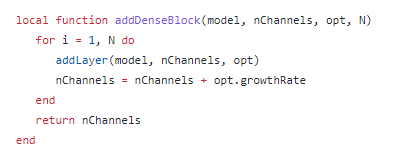 local function addDenseBlock(model, nChannels, opt, N)
for i = 1, N do
addLayer(model, nChannels, opt)
nChannels = nChannels + opt.growthRate
end
return nChannels
end